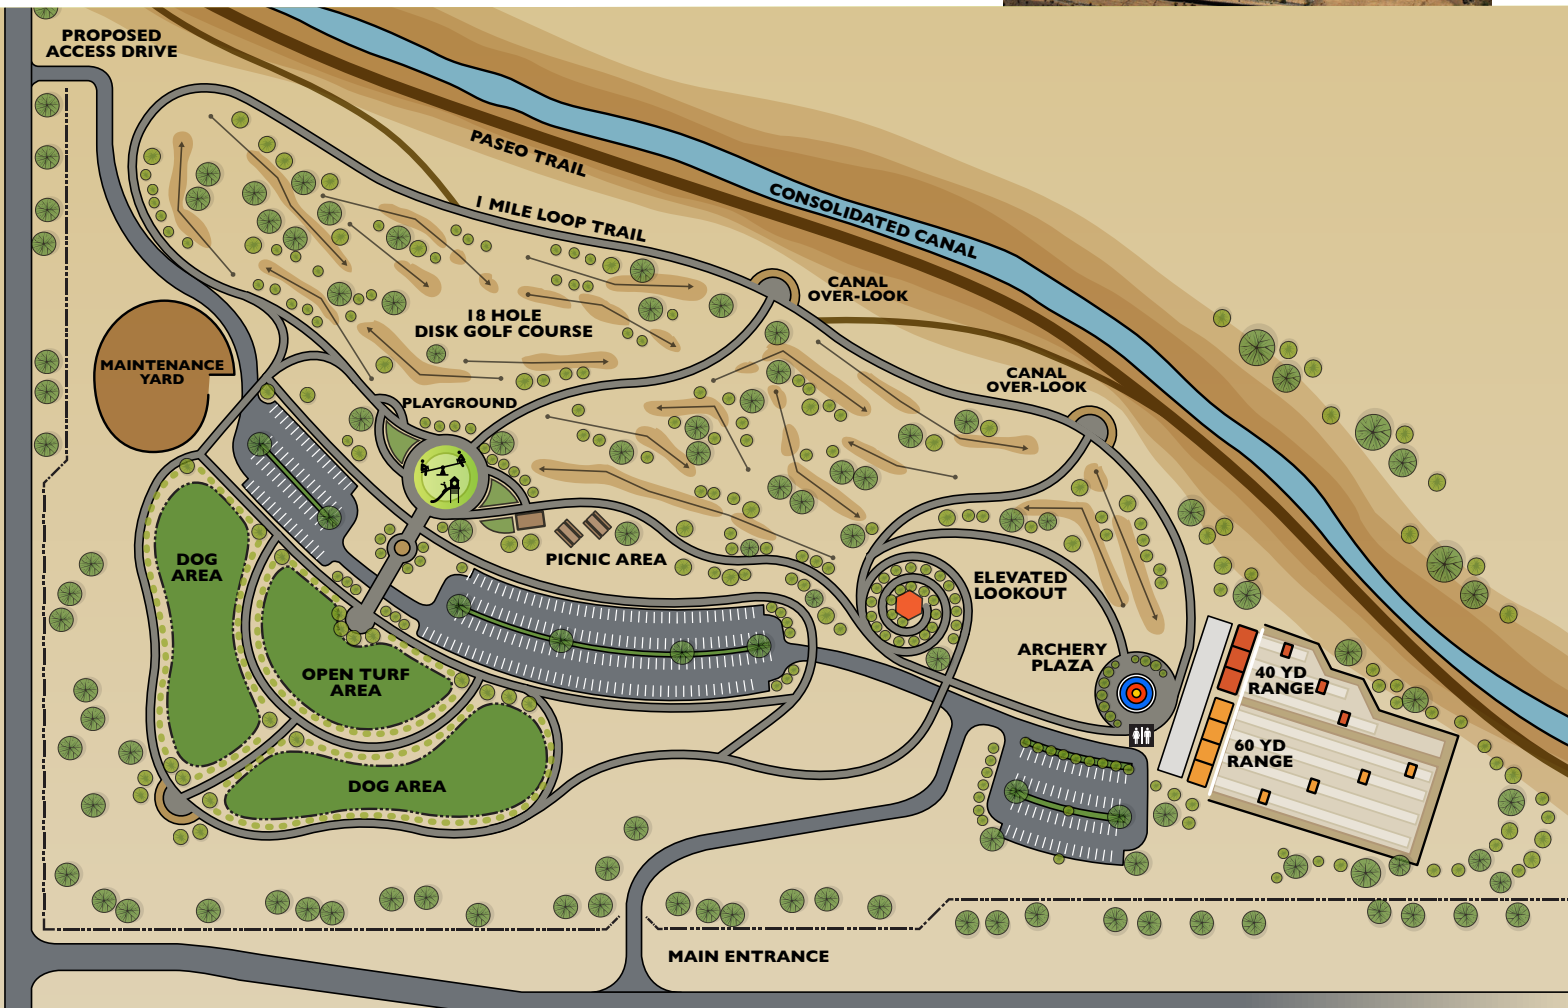 PROPOSED
ACCESS DRIVE
PASEO TRAIL
CONSOLIDATED CANAL
1 MILE LOOP TRAIL
CANAL
OVER-LOOK
18 HOLE
DISK GOLF COURSE
MAINTENANCE
YARD
CANAL
OVER-LOOK
PLAYGROUND
PICNIC AREA
DOG
AREA
ELEVATED
LOOKOUT
ARCHERY
PLAZA
OPEN TURF
AREA
40 YD
RANGE
60 YD
RANGE
DOG AREA
MAIN ENTRANCE